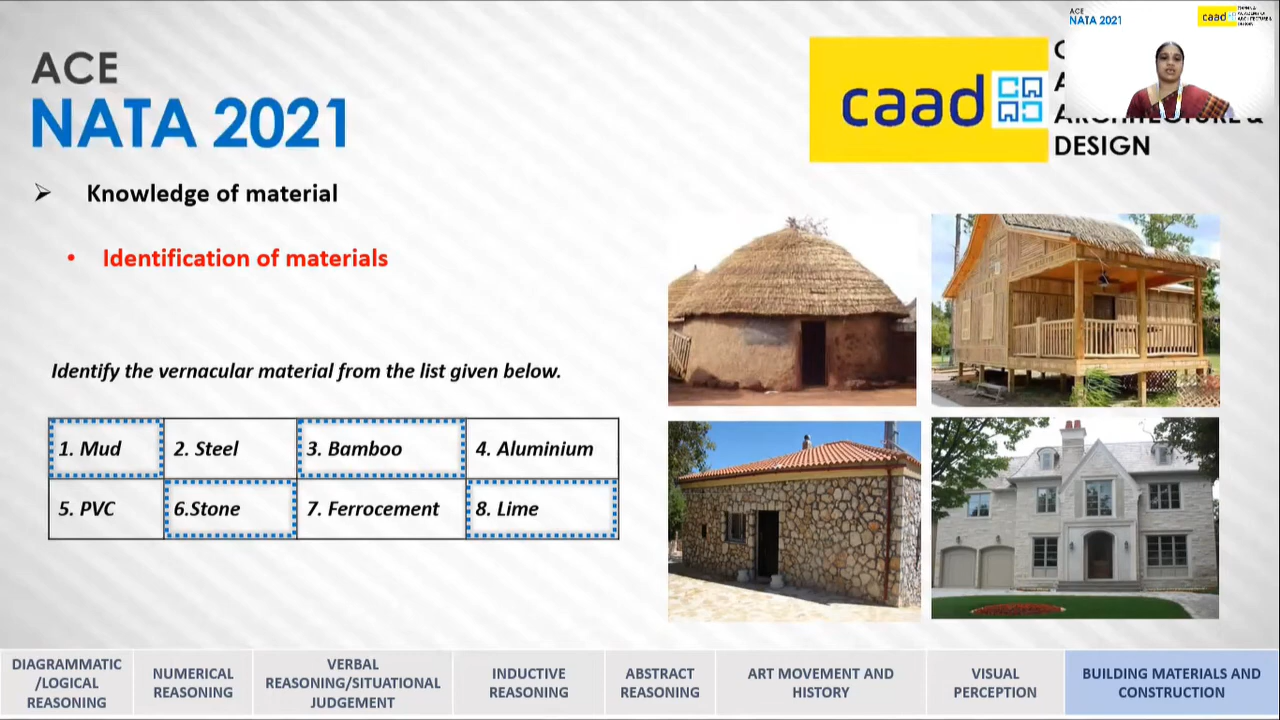 ACE
NATA 2021
caad
ACE
NATA 2021
caad
ARCHITECTURE &
DESIGN
Knowledge of material
Identification of materials
Identify the vernacular material from the list given below.
1. Mud 2. Steel 3. Bamboo 4. Aluminium
5. PVC 6.Stone 7. Ferrocement 8. Lime
DIAGRAMMATIC
/LOGICAL
REASONING
NUMERICAL
REASONING
VERBAL
REASONING/SITUATIONAL
JUDGEMENT
INDUCTIVE
REASONING
ABSTRACT
REASONING
ART MOVEMENT AND
HISTORY
VISUAL
PERCEPTION
BUILDING MATERIALS AND
CONSTRUCTION